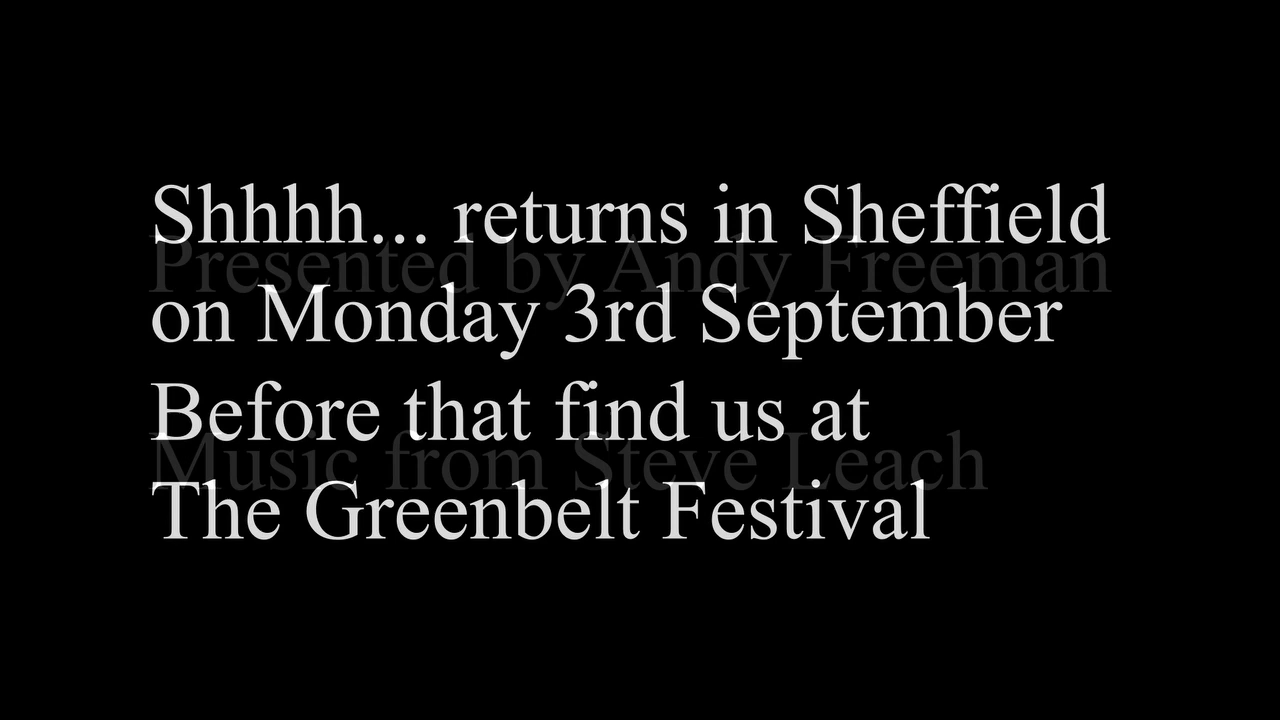 Shhhh... returns in Sheffield
Presented by Andy Freeman
on Monday 3rd September
Before that find us at
Music from Steve Leach
The Greenbelt Festival